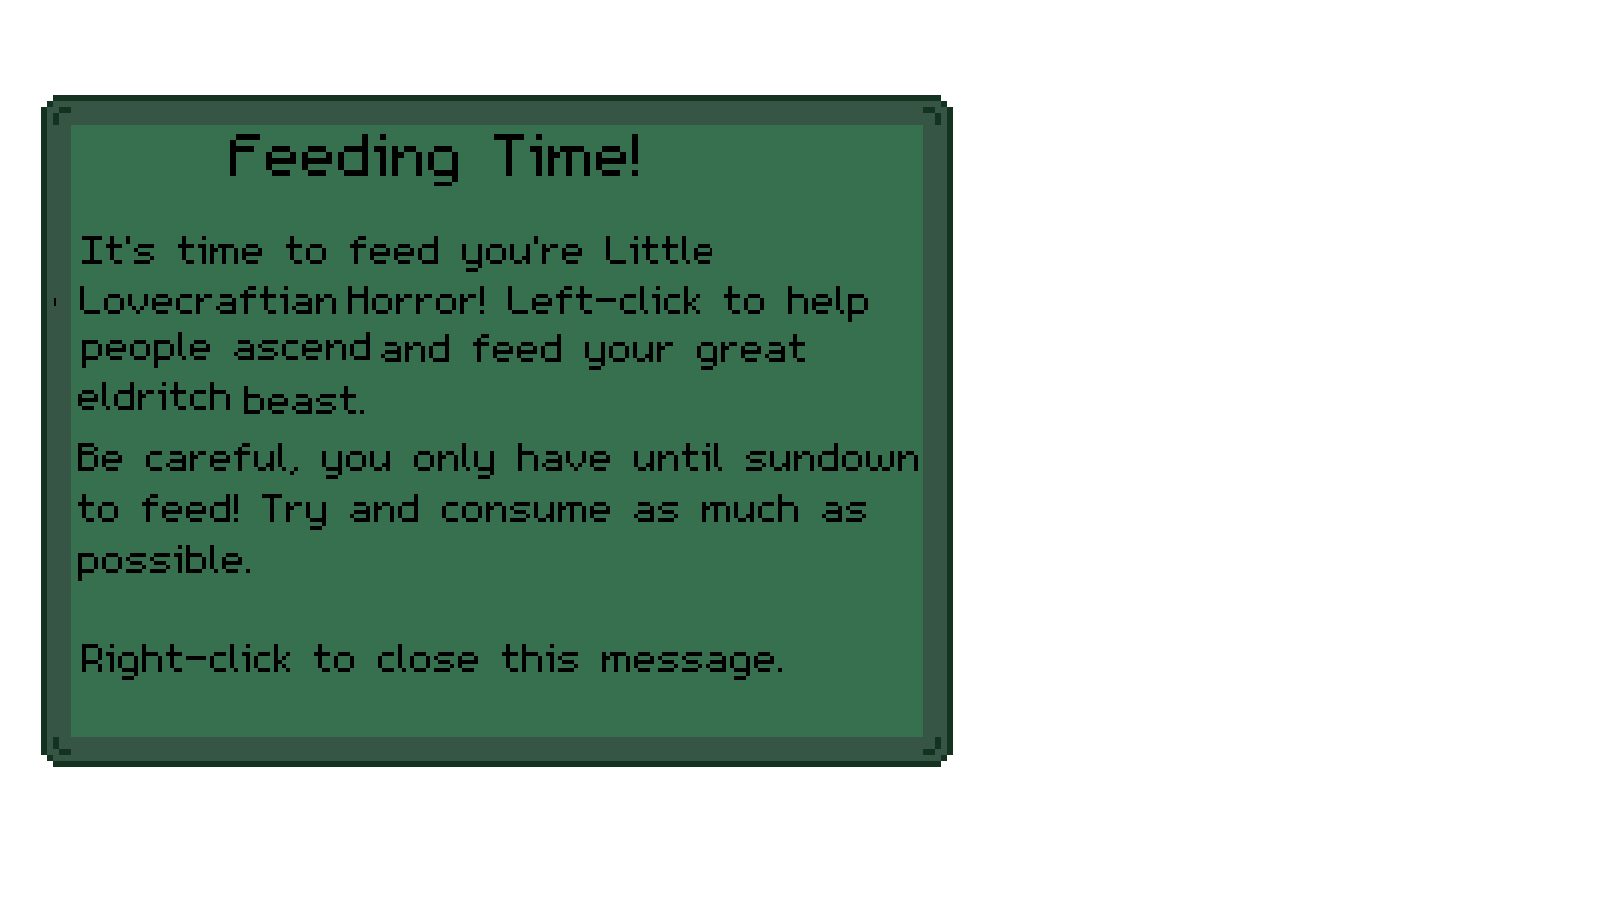 Feeding Time!
It's time to feed you're Little
Lovecraftian Horror! Left-click to help
people ascend and feed your great
eldritch beast.
Be careful, you only have until sundown
to feed! Try and consume as much as
possible.
Right-click to close this message.